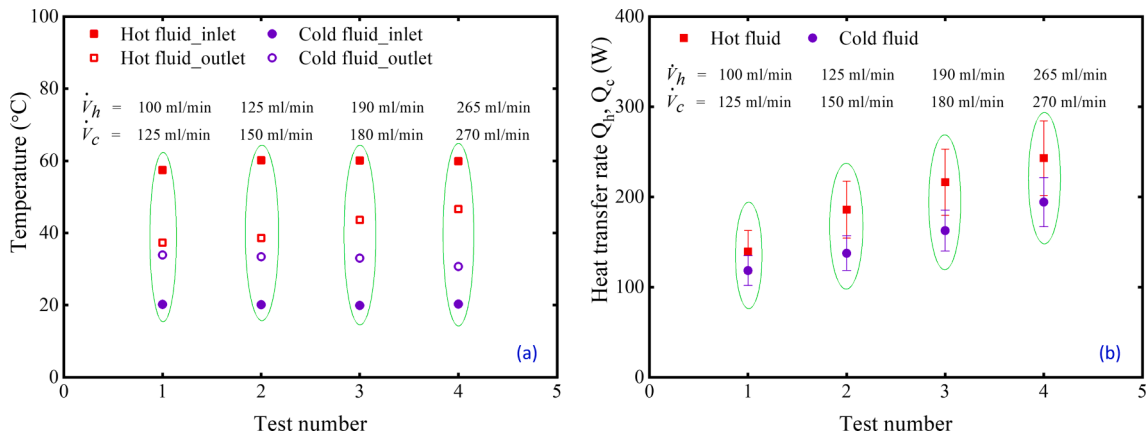 Temperature (°C)
100
80
60
40
20
0
Hot fluid_inlet Cold fluid_inlet
Hot fluid_outlet Cold fluid_outlet
V̇h = 100 ml/min 125 ml/min 190 ml/min 265 ml/min
V̇c = 125 ml/min 150 ml/min 180 ml/min 270 ml/min
(a)
0 1 2 3 4 5
Test number
Heat transfer rate Qh, Qc (W)
400
300
200
100
0
Hot fluid Cold fluid
V̇h = 100 ml/min 125 ml/min 190 ml/min 265 ml/min
V̇c = 125 ml/min 150 ml/min 180 ml/min 270 ml/min
(b)
0 1 2 3 4 5
Test number